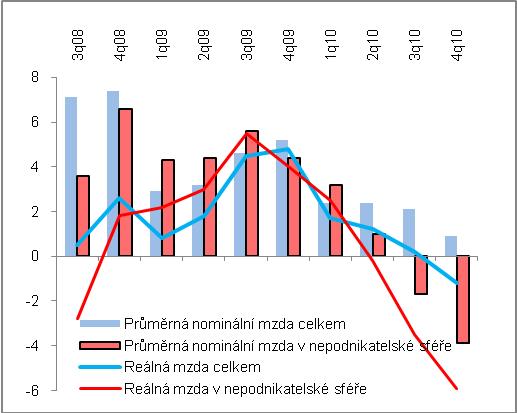 3q08 4q08 1q09 2q09 3q09 4q09 1q10 2q10 3q10 4q10
8
6
4
2
0
-2
-4
-6
Průměrná nominální mzda celkem
Průměrná nominální mzda v nepodnikatelské sféře
Reálná mzda celkem
Reálná mzda v nepodnikatelské sféře